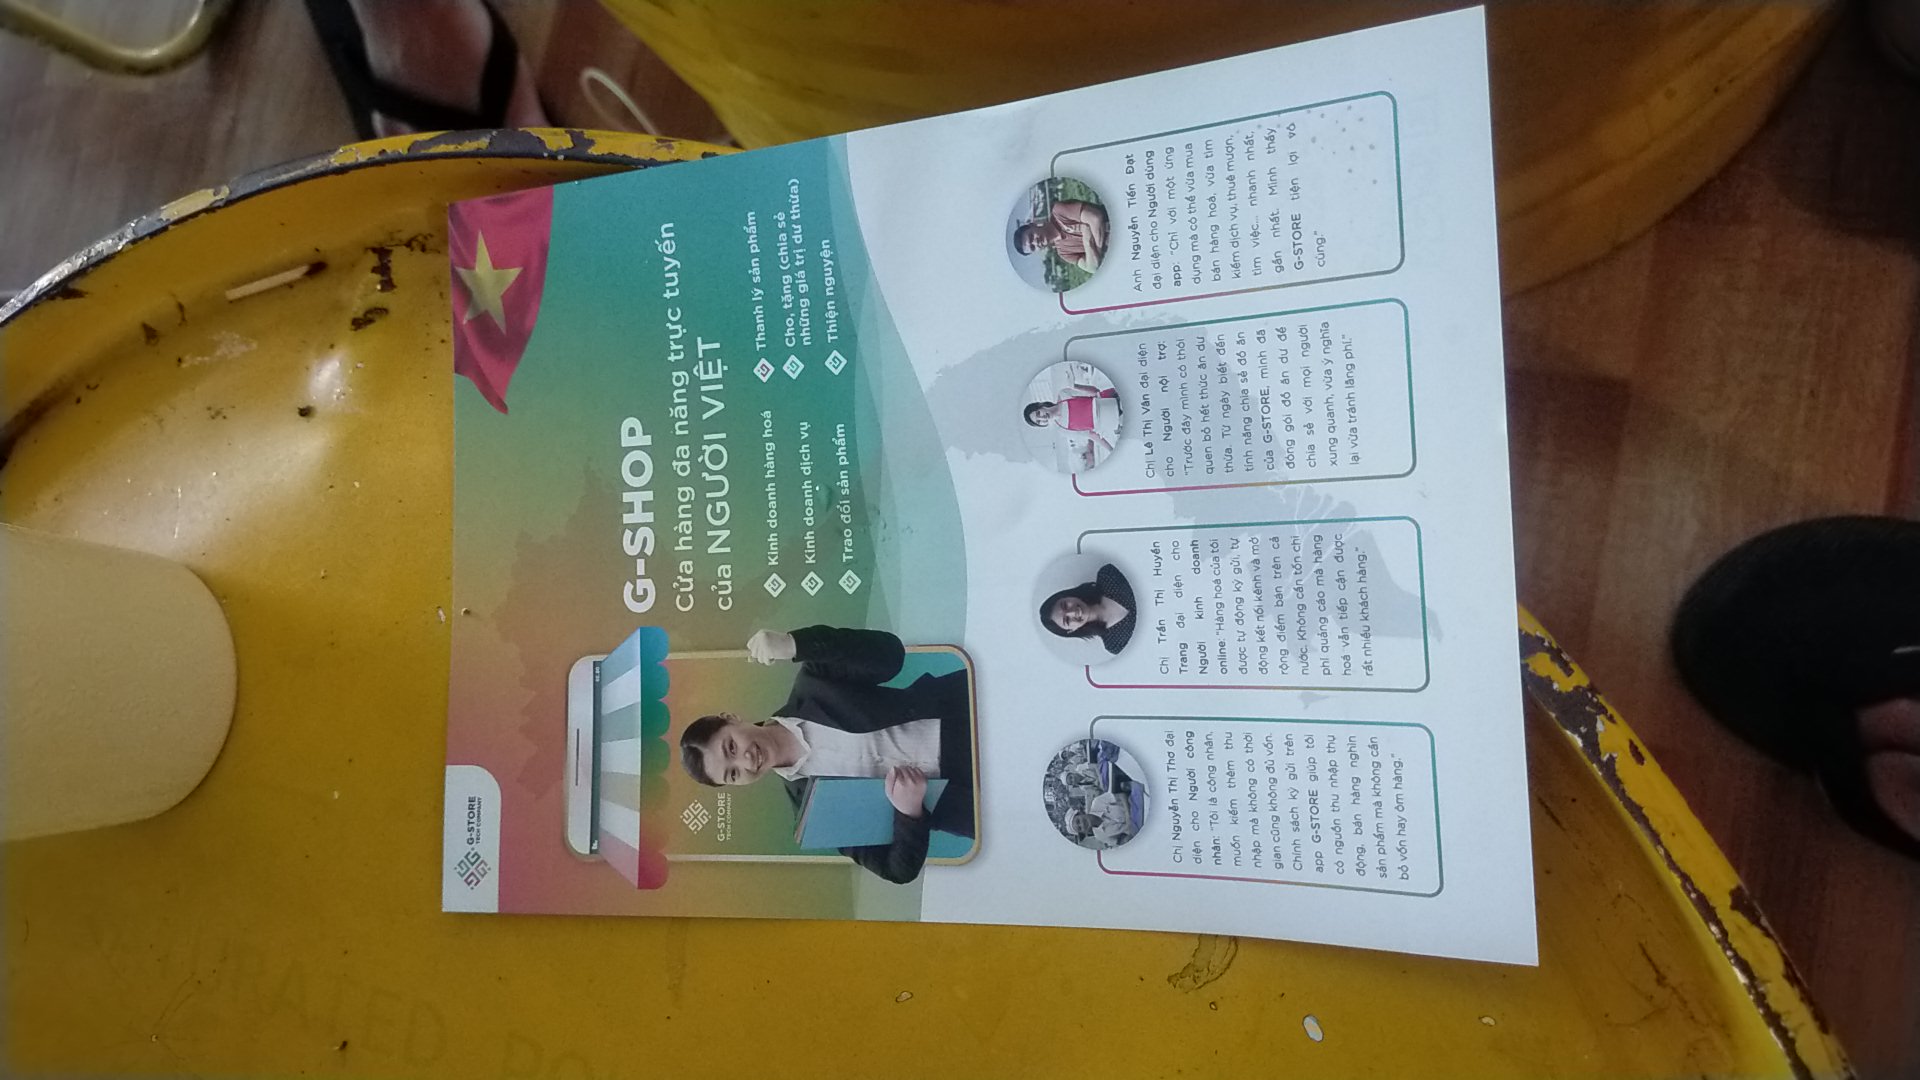 G-STORE
TECH COMPANY
G-STORE
TECH COMPANY
G-SHOP
Cửa hàng đa năng trực tuyến
của NGƯỜI VIỆT
Kinh doanh hàng hoá
Kinh doanh dịch vụ
Trao đổi sản phẩm
Thanh lý sản phẩm
Cho, tặng (chia sẻ
những giá trị dư thừa)
Thiện nguyện
Chị Nguyễn Thị Thơ đại
diện cho Người công
nhân: "Tôi là công nhân,
muốn kiếm thêm thu
nhập mà không có thời
gian cũng không đủ vốn.
Chính sách ký gửi trên
app G-STORE giúp tôi
có nguồn thu nhập thụ
động, bán hàng nghìn
sản phẩm mà không cần
bỏ vốn hay ôm hàng."
Chị Trần Thị Huyền
Trang đại diện cho
Người kinh doanh
online: "Hàng hoá của tôi
được tự động ký gửi, tự
động kết nối kênh và mở
rộng điểm bán trên cả
nước. Không cần tốn chi
phí quảng cáo mà hàng
hoá vẫn tiếp cận được
rất nhiều khách hàng."
Chị Lê Thị Vân đại diện
cho Người nội trợ:
"Trước đây mình có thói
quen bỏ hết thức ăn dư
thừa. Từ ngày biết đến
tính năng chia sẻ đồ ăn
của G-STORE, mình đã
đóng gói đồ ăn dư để
chia sẻ với mọi người
xung quanh, vừa ý nghĩa
lại vừa tránh lãng phí."
Anh Nguyễn Tiến Đạt
đại diện cho Người dùng
app: "Chỉ với một ứng
dụng mà có thể vừa mua
bán hàng hoá, vừa tìm
kiếm dịch vụ, thuê mượn,
tìm việc... nhanh nhất,
gần nhất. Mình thấy
G-STORE tiện lợi vô
cùng."